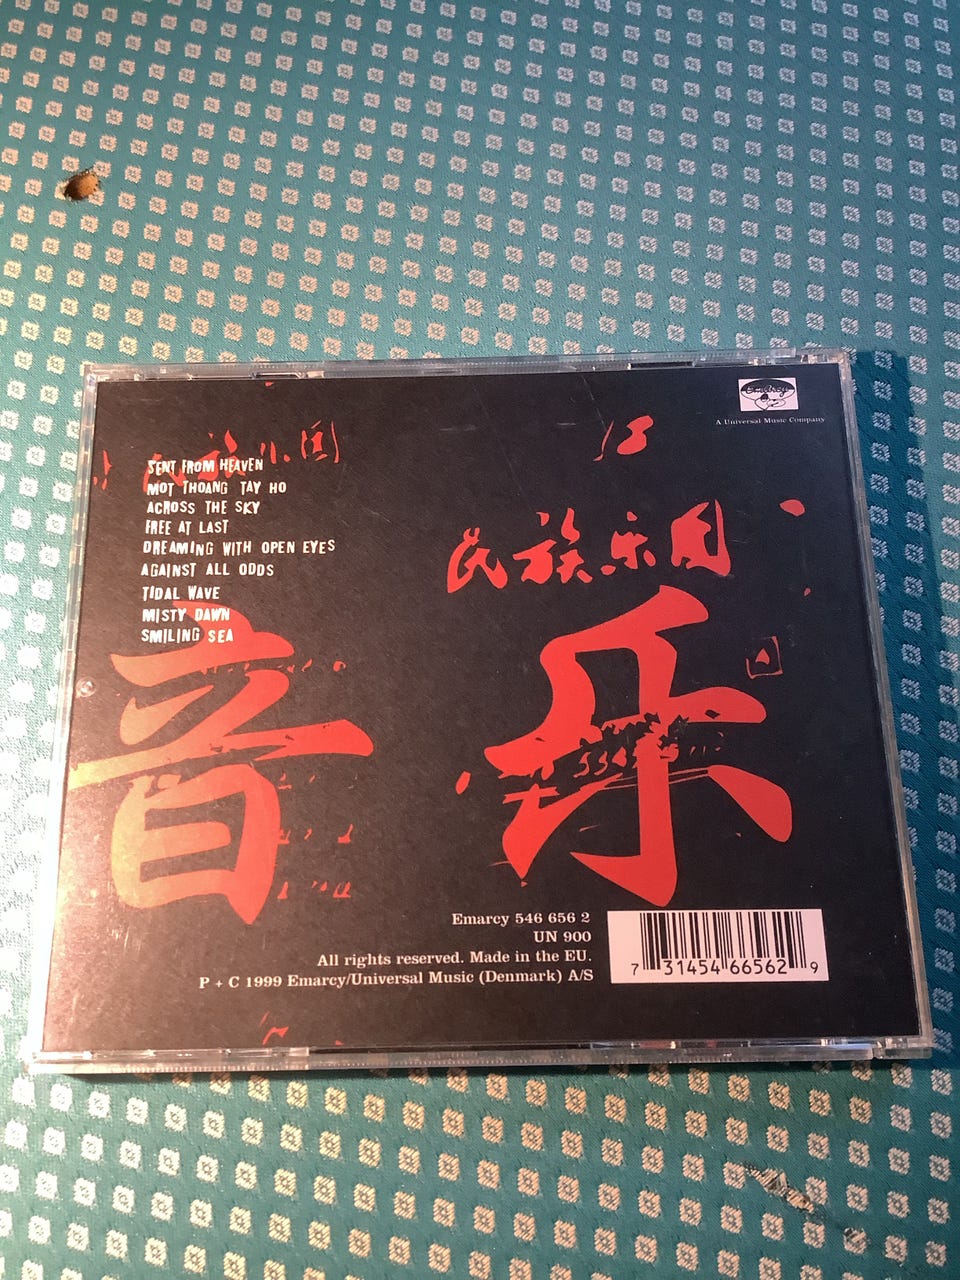 Emarcy
A Universal Music Company
SENT FROM HEAVEN
MOT THOANG TAY HO
ACROSS THE SKY
FREE AT LAST
DREAMING WITH OPEN EYES
AGAINST ALL ODDS
TIDAL WAVE
MISTY DAWN
SMILING SEA
民族乐团
音乐
Emarcy 546 656 2
UN 900
All rights reserved. Made in the EU.
P + C 1999 Emarcy/Universal Music (Denmark) A/S
7 31454 66562 9